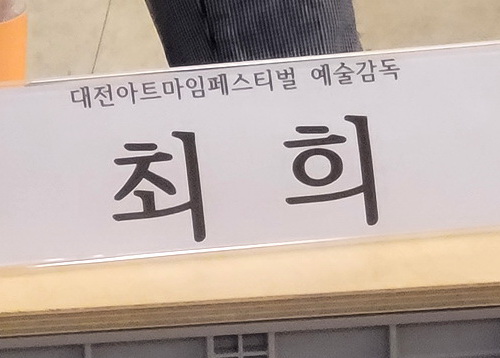 대전아트마임페스티벌 예술감독
최 희